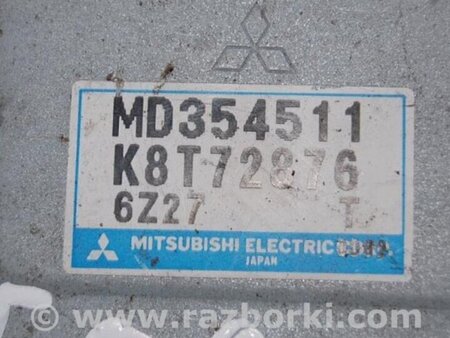 MD354511
K8T72876
6Z27 T
MITSUBISHI ELECTRIC
JAPAN
© www.razborki.com